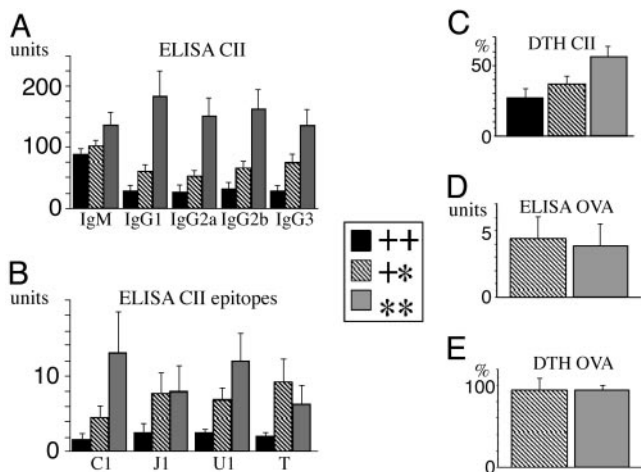 A
ELISA CII
units
200
100
0
IgM IgG1 IgG2a IgG2b IgG3
B
ELISA CII epitopes
units
10
0
C1 J1 U1 T
++
+*
**
C
DTH CII
%
50
0
D
ELISA OVA
units
5
0
E
DTH OVA
%
100
0